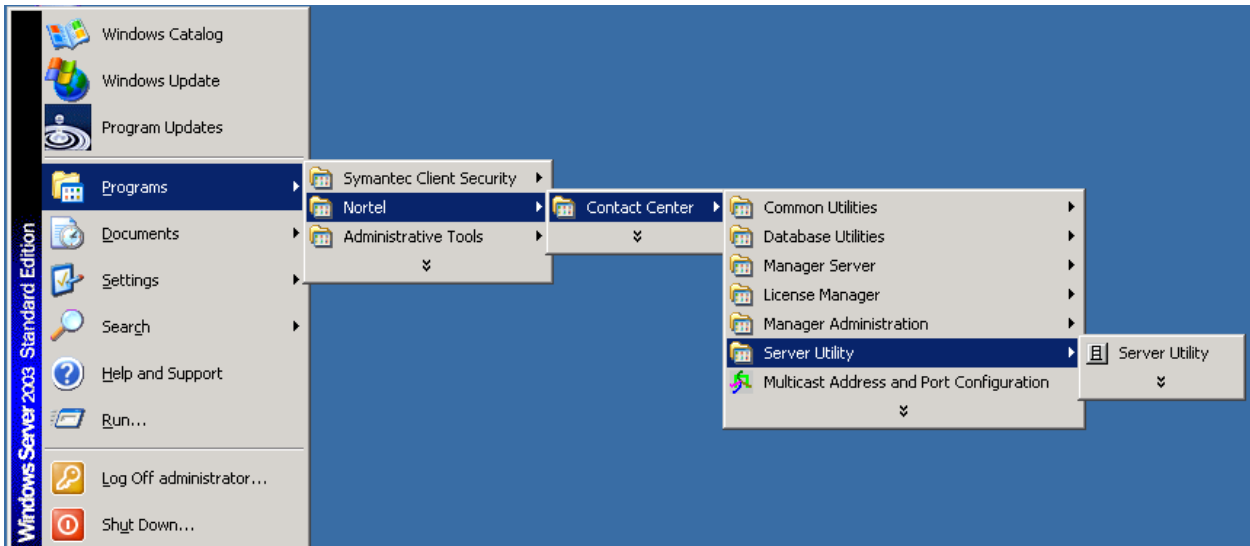 Windows Server 2003 Standard Edition
Windows Catalog
Windows Update
Program Updates
Programs
Documents
Settings
Search
Help and Support
Run...
Log Off administrator...
Shut Down...
Symantec Client Security
Nortel
Administrative Tools
Contact Center
Common Utilities
Database Utilities
Manager Server
License Manager
Manager Administration
Server Utility
Multicast Address and Port Configuration
Server Utility